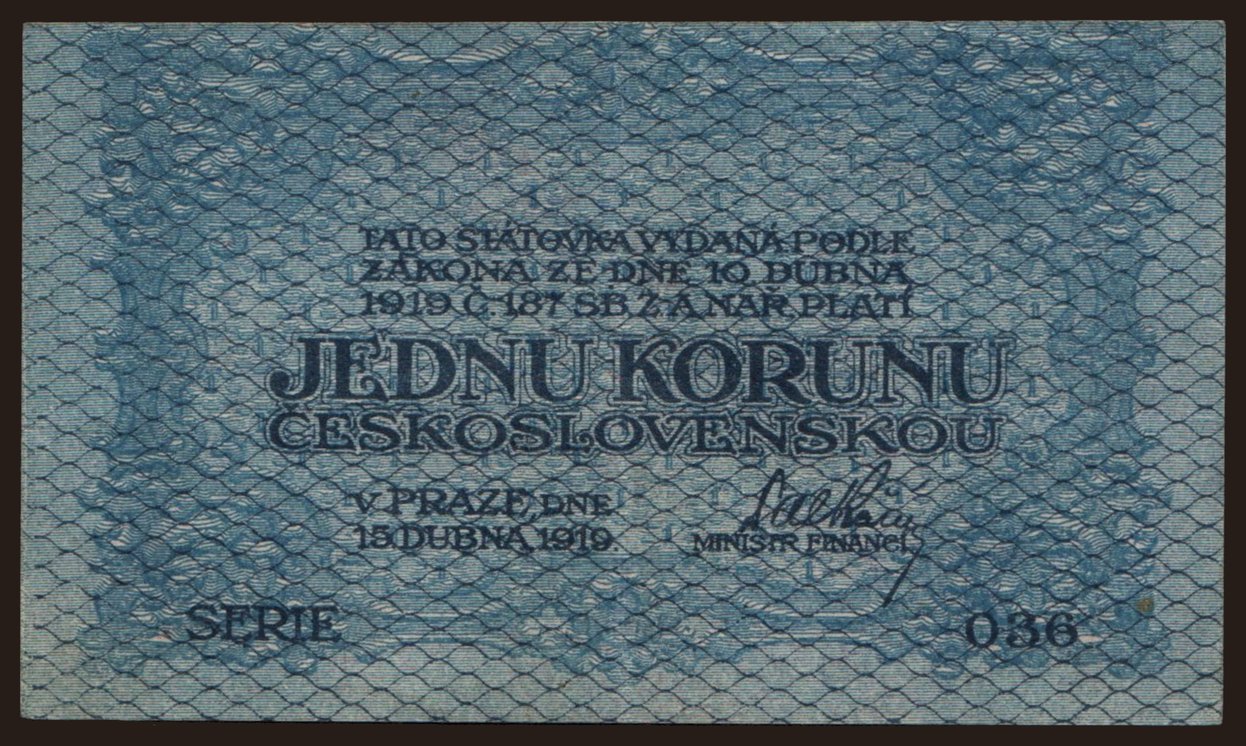 TATO STÁTOVKA VYDANÁ PODLE
ZÁKONA ZE DNE 10. DUBNA
1919 Č. 187 SB. Z. A NAŘ. PLATÍ
JEDNU KORUNU
ČESKOSLOVENSKOU
V PRAZE, DNE
15. DUBNA 1919.
MINISTR FINANCÍ
SERIE 036